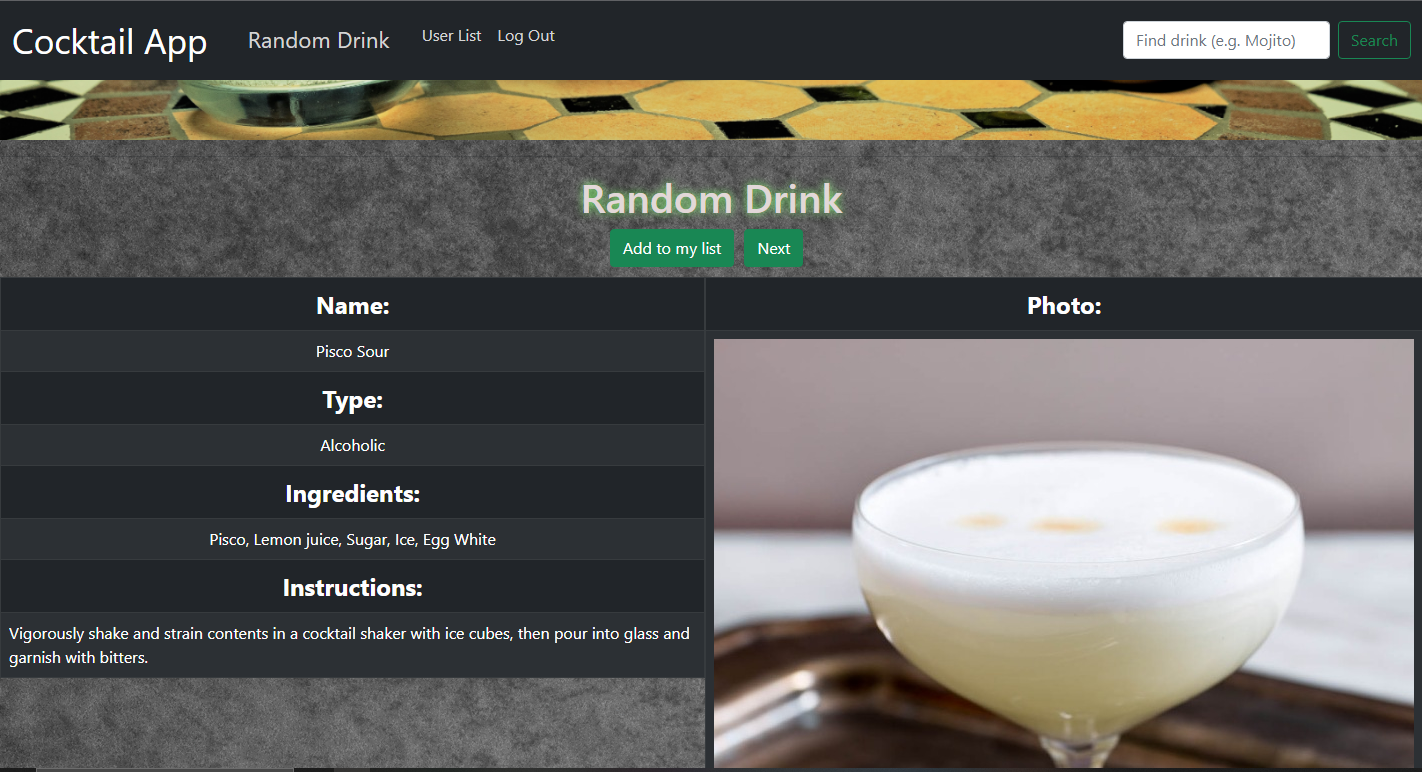 Cocktail App Random Drink User List Log Out Find drink (e.g. Mojito) Search
Random Drink
Add to my list Next
Name:
Pisco Sour
Type:
Alcoholic
Ingredients:
Pisco, Lemon juice, Sugar, Ice, Egg White
Instructions:
Vigorously shake and strain contents in a cocktail shaker with ice cubes, then pour into glass and
garnish with bitters.
Photo: